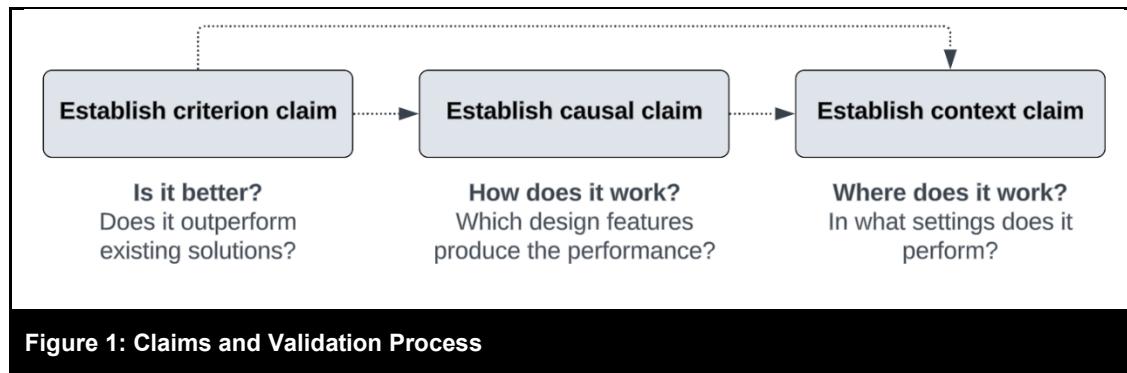 Establish criterion claim
Establish causal claim
Establish context claim
Is it better?
Does it outperform
existing solutions?
How does it work?
Which design features
produce the performance?
Where does it work?
In what settings does it
perform?
Figure 1: Claims and Validation Process